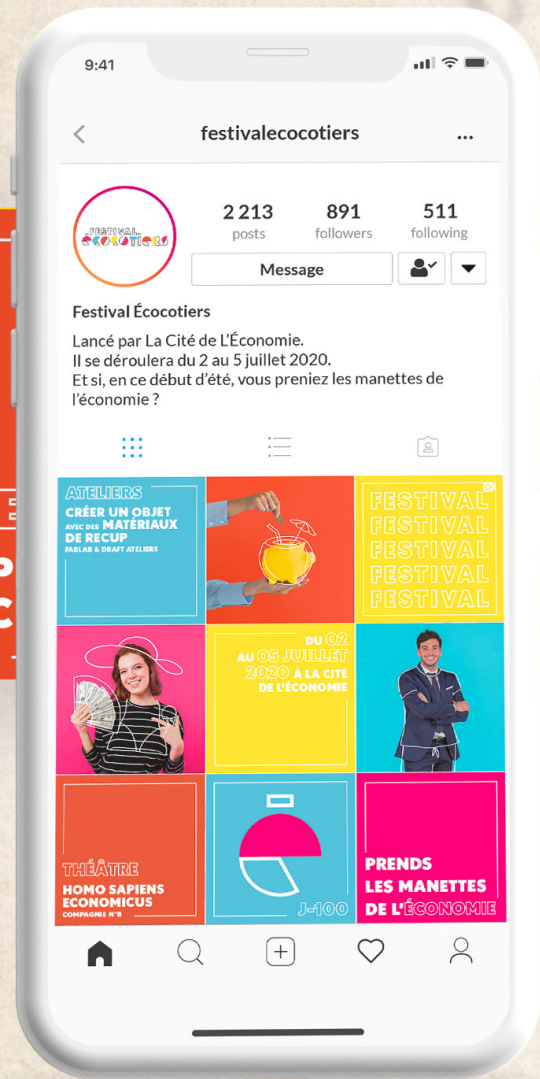 9:41
festivalecocotiers
...
FESTIVAL
ECOCOTIERS
2 213 891 511
posts followers following
Message
Festival Écocotiers
Lancé par La Cité de L'Économie.
Il se déroulera du 2 au 5 juillet 2020.
Et si, en ce début d'été, vous preniez les manettes de
l'économie ?
ATELIERS
CRÉER UN OBJET
AVEC DES MATÉRIAUX
DE RECUP
FABLAB & DRAFT ATELIERS
FESTIVAL
FESTIVAL
FESTIVAL
FESTIVAL
FESTIVAL
DU 02
AU 05 JUILLET
2020 À LA CITÉ
DE L'ÉCONOMIE
THÉÂTRE
HOMO SAPIENS
ECONOMICUS
COMPAGNIE N°8
J-100
PRENDS
LES MANETTES
DE L'ÉCONOMIE